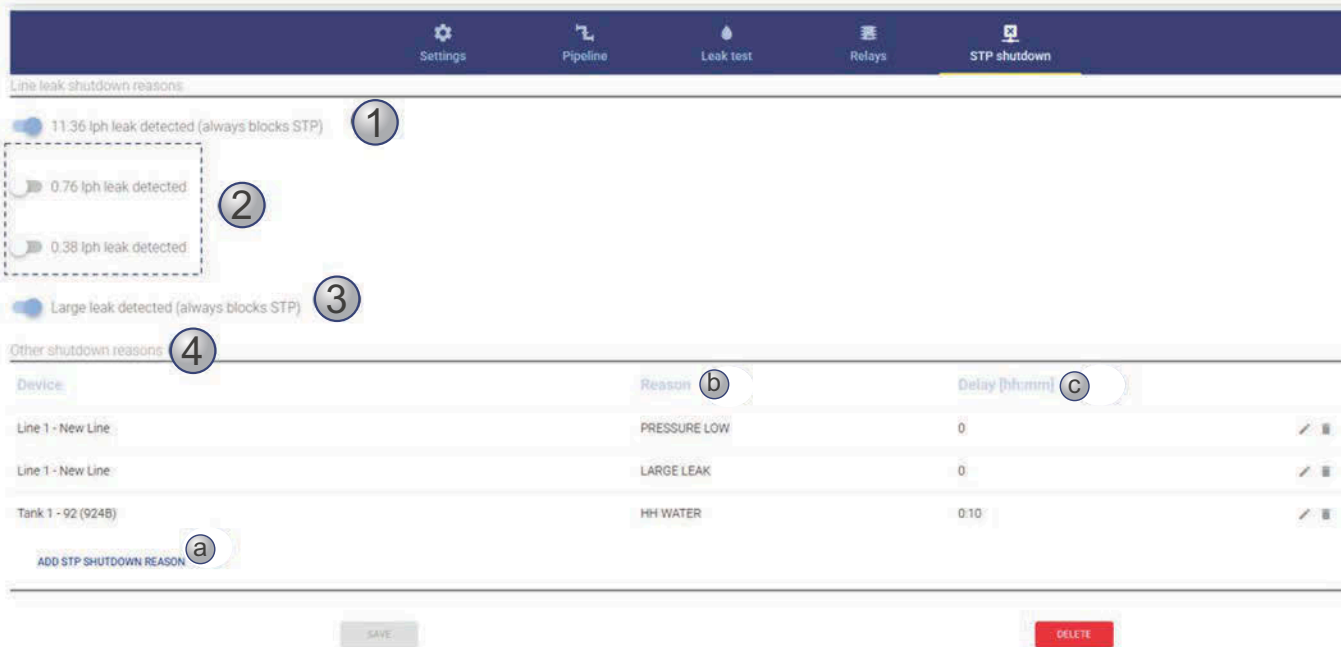 Settings Pipeline Leak test Relays STP shutdown
Line leak shutdown reasons
11.36 lph leak detected (always blocks STP) 1
0.76 lph leak detected
2
0.38 lph leak detected
Large leak detected (always blocks STP) 3
Other shutdown reasons 4
Device Reason b Delay [hh:mm] c
Line 1 - New Line PRESSURE LOW 0
Line 1 - New Line LARGE LEAK 0
Tank 1 - 92 (924B) HH WATER 0:10
ADD STP SHUTDOWN REASON a
SAVE DELETE